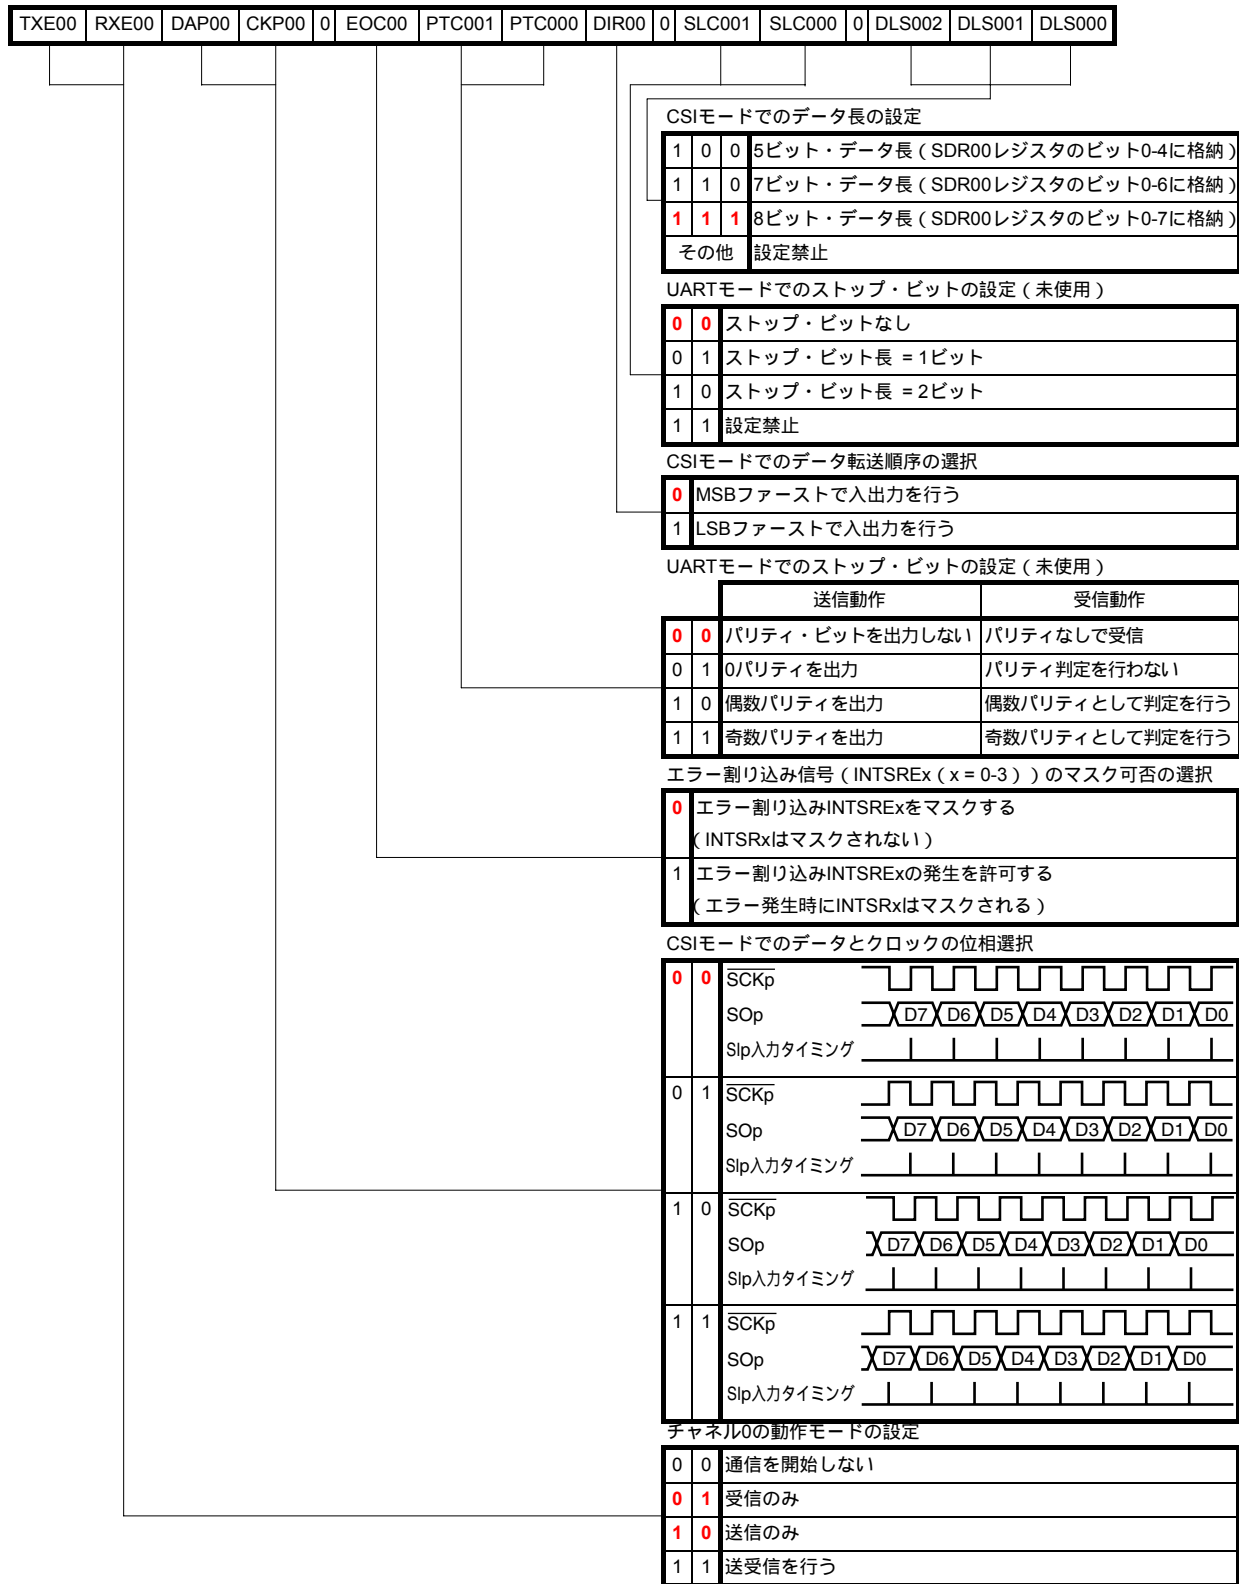 TXE00 RXE00 DAP00 CKP00 0 EOC00 PTC001 PTC000 DIR00 0 SLC001 SLC000 0 DLS002 DLS001 DLS000
CSIモードでのデータ長の設定
1 0 0 5ビット・データ長（SDR00レジスタのビット0-4に格納）
1 1 0 7ビット・データ長（SDR00レジスタのビット0-6に格納）
1 1 1 8ビット・データ長（SDR00レジスタのビット0-7に格納）
その他 設定禁止
UARTモードでのストップ・ビットの設定（未使用）
0 0 ストップ・ビットなし
0 1 ストップ・ビット長 = 1ビット
1 0 ストップ・ビット長 = 2ビット
1 1 設定禁止
CSIモードでのデータ転送順序の選択
0 MSBファーストで入出力を行う
1 LSBファーストで入出力を行う
UARTモードでのストップ・ビットの設定（未使用）
送信動作 受信動作
0 0 パリティ・ビットを出力しない パリティなしで受信
0 1 0パリティを出力 パリティ判定を行わない
1 0 偶数パリティを出力 偶数パリティとして判定を行う
1 1 奇数パリティを出力 奇数パリティとして判定を行う
エラー割り込み信号（INTSREx（x = 0-3））のマスク可否の選択
0 エラー割り込みINTSRExをマスクする
（INTSRxはマスクされない）
1 エラー割り込みINTSRExの発生を許可する
（エラー発生時にINTSRxはマスクされる）
CSIモードでのデータとクロックの位相選択
0 0 SCKp
SOp D7 D6 D5 D4 D3 D2 D1 D0
SIp入力タイミング
0 1 SCKp
SOp D7 D6 D5 D4 D3 D2 D1 D0
SIp入力タイミング
1 0 SCKp
SOp D7 D6 D5 D4 D3 D2 D1 D0
SIp入力タイミング
1 1 SCKp
SOp D7 D6 D5 D4 D3 D2 D1 D0
SIp入力タイミング
チャネル0の動作モードの設定
0 0 通信を開始しない
0 1 受信のみ
1 0 送信のみ
1 1 送受信を行う